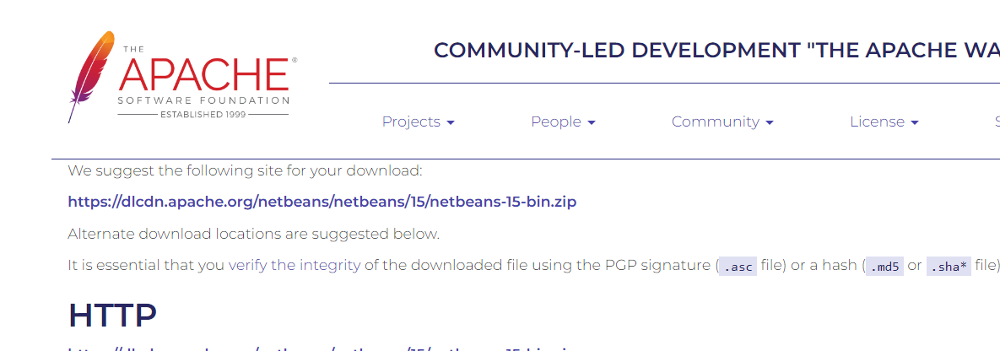 THE
APACHE®
SOFTWARE FOUNDATION
ESTABLISHED 1999
COMMUNITY-LED DEVELOPMENT "THE APACHE WA
Projects People Community License S
We suggest the following site for your download:
https://dlcdn.apache.org/netbeans/netbeans/15/netbeans-15-bin.zip
Alternate download locations are suggested below.
It is essential that you verify the integrity of the downloaded file using the PGP signature (.asc file) or a hash (.md5 or .sha* file)
HTTP